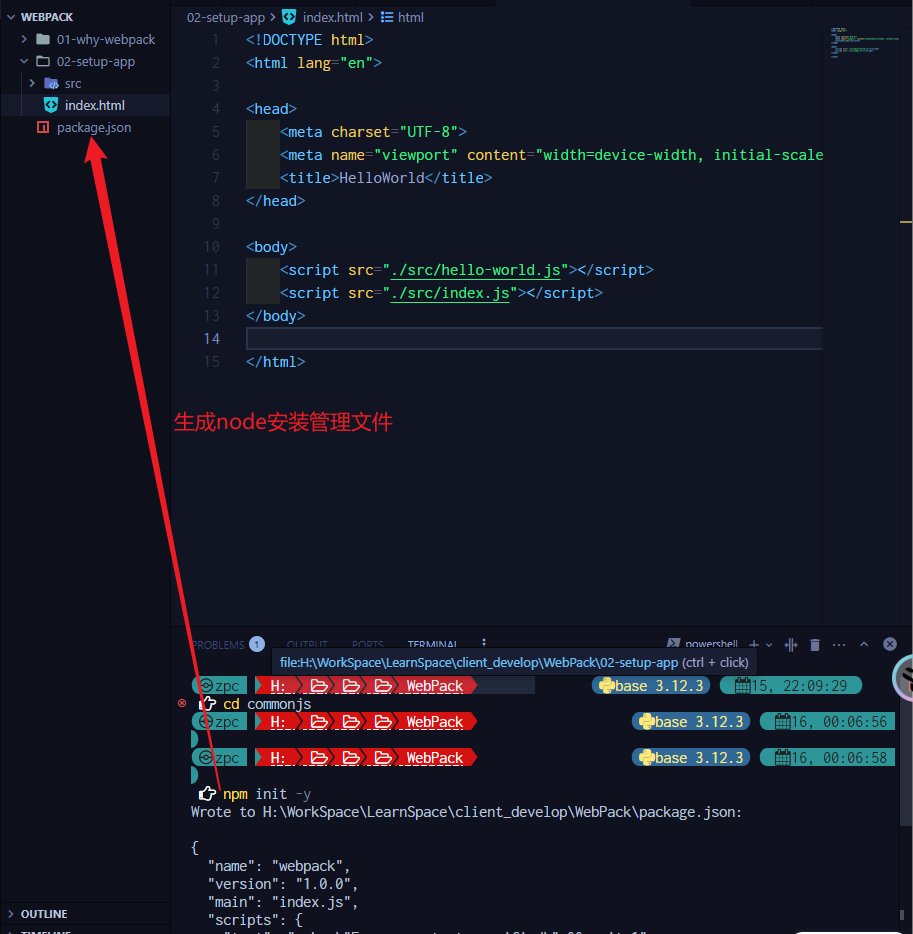 WEBPACK
01-why-webpack
02-setup-app
src
index.html
package.json
02-setup-app > index.html > html
1 <!DOCTYPE html>
2 <html lang="en">
3
4 <head>
5 <meta charset="UTF-8">
6 <meta name="viewport" content="width=device-width, initial-scale
7 <title>HelloWorld</title>
8 </head>
9
10 <body>
11 <script src="./src/hello-world.js"></script>
12 <script src="./src/index.js"></script>
13 </body>
14
15 </html>
生成node安装管理文件
PROBLEMS 1 OUTPUT PORTS TERMINAL powershell
file:H:\WorkSpace\LearnSpace\client_develop\WebPack\02-setup-app (ctrl + click)
zpc H: WebPack base 3.12.3 15, 22:09:29
cd commonjs
zpc H: WebPack base 3.12.3 16, 00:06:56
zpc H: WebPack base 3.12.3 16, 00:06:58
npm init -y
Wrote to H:\WorkSpace\LearnSpace\client_develop\WebPack\package.json:
{
"name": "webpack",
"version": "1.0.0",
"main": "index.js",
"scripts": {
OUTLINE
TIMELINE